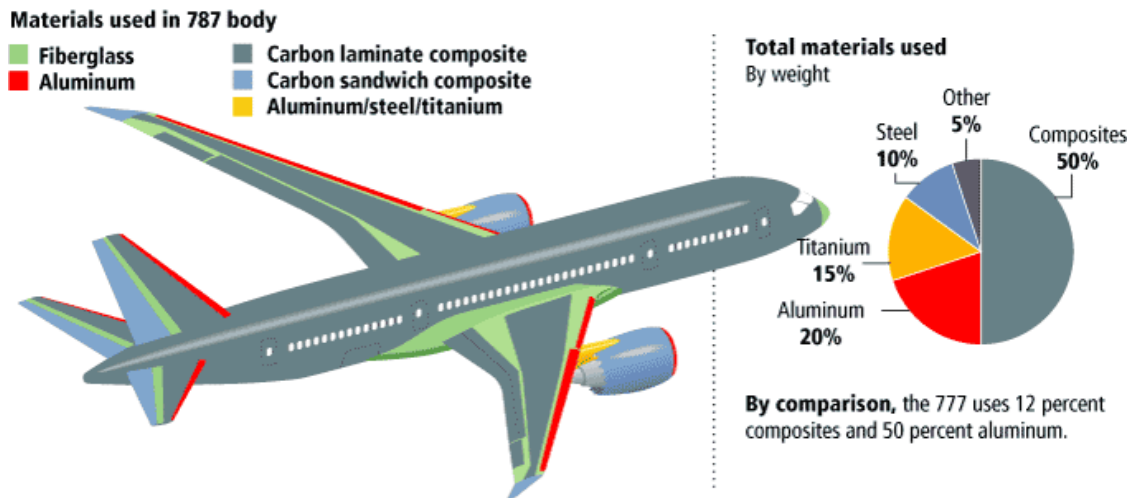 Materials used in 787 body
Fiberglass
Aluminum
Carbon laminate composite
Carbon sandwich composite
Aluminum/steel/titanium
Total materials used
By weight
Other
5%
Steel
10%
Composites
50%
Titanium
15%
Aluminum
20%
By comparison, the 777 uses 12 percent
composites and 50 percent aluminum.